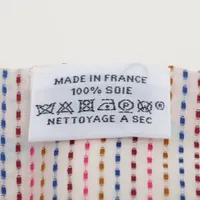 MADE IN FRANCE
100% SOIE
NETTOYAGE A SEC